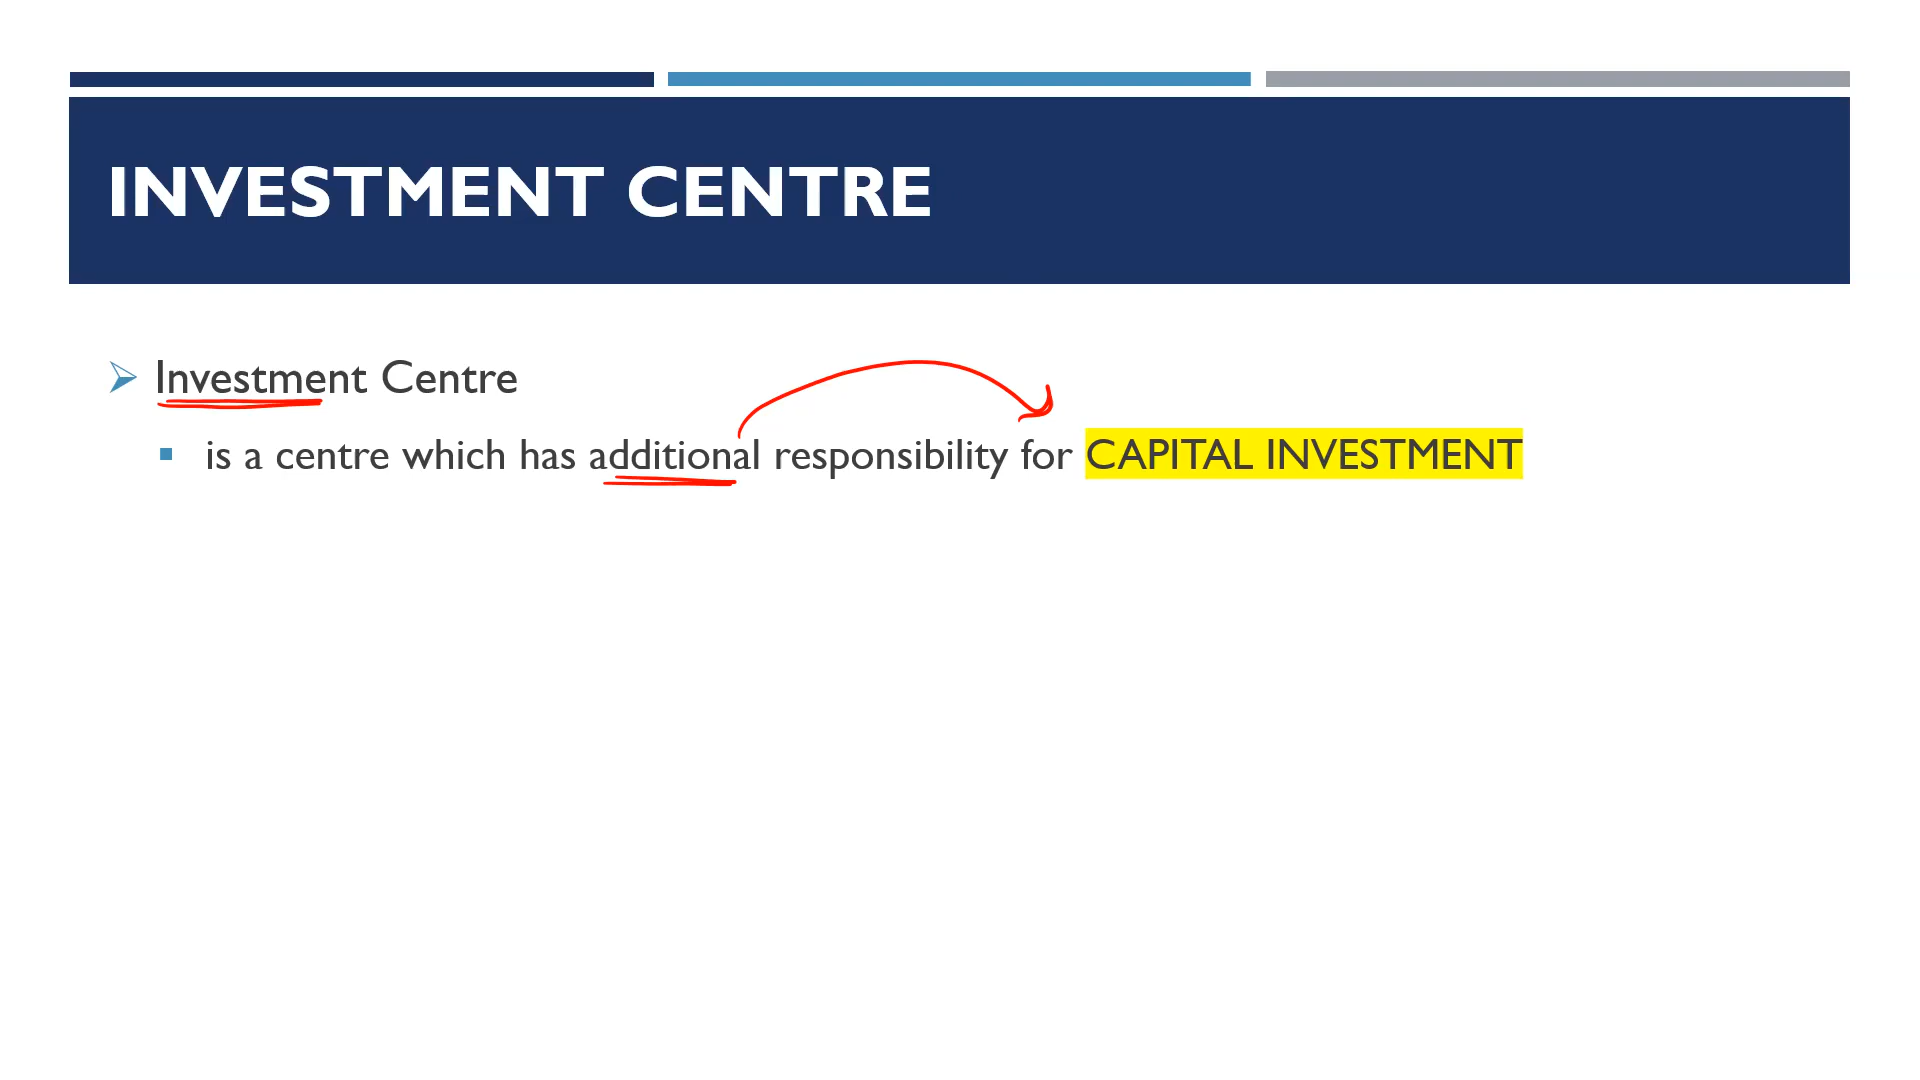 INVESTMENT CENTRE
Investment Centre
is a centre which has additional responsibility for CAPITAL INVESTMENT